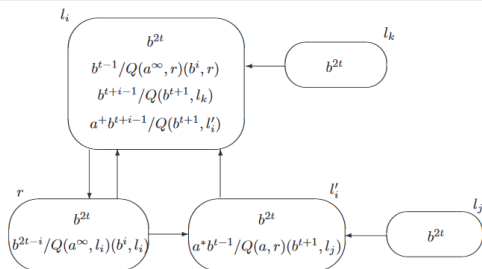 l_i
b^{2t}
b^{t-1}/Q(a^∞, r)(b^i, r)
b^{t+i-1}/Q(b^{t+1}, l_k)
a^+b^{t+i-1}/Q(b^{t+1}, l'_i)
l_k
b^{2t}
r
b^{2t}
b^{2t-i}/Q(a^∞, l_i)(b^i, l_i)
l'_i
b^{2t}
a^*b^{t-1}/Q(a, r)(b^{t+1}, l_j)
l_j
b^{2t}